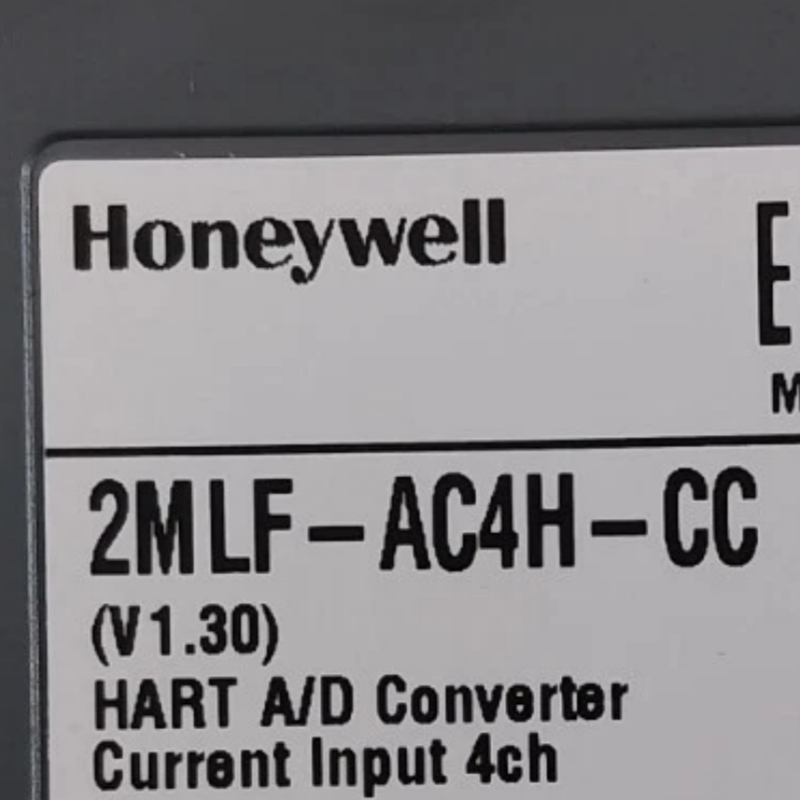 Honeywell
2MLF-AC4H-CC
(V1.30)
HART A/D Converter
Current Input 4ch